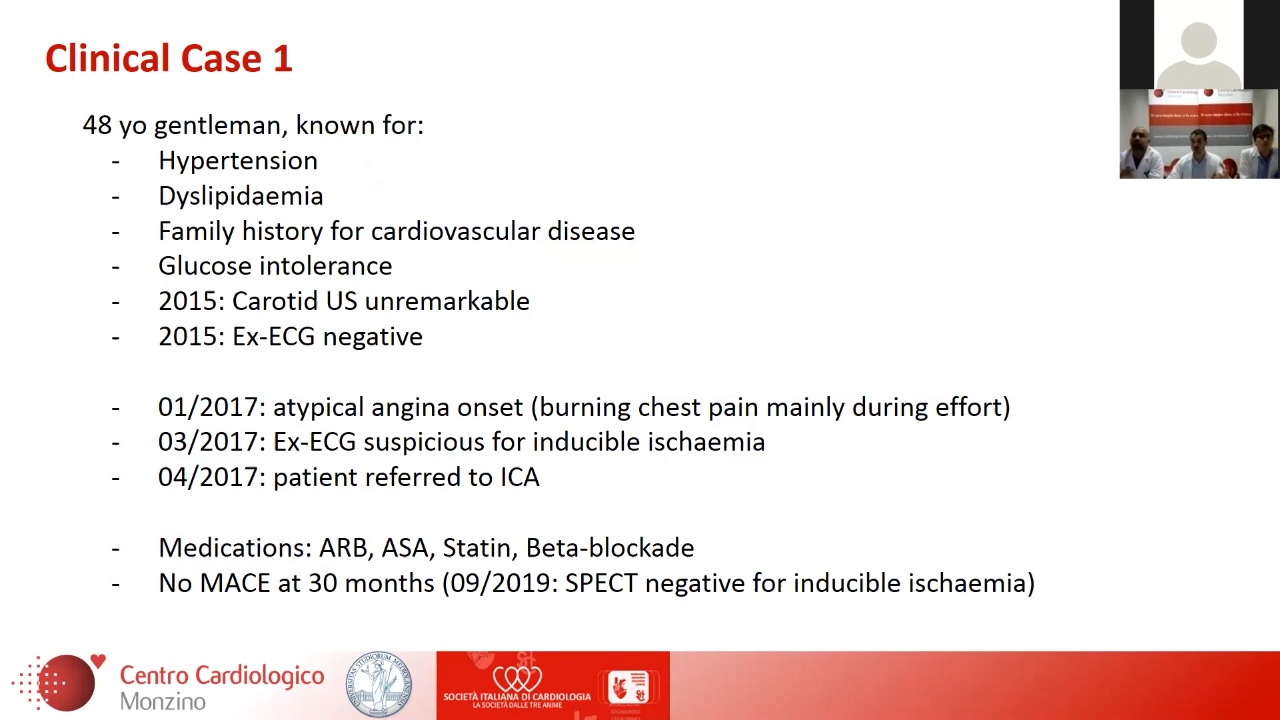 Clinical Case 1
48 yo gentleman, known for:
- Hypertension
- Dyslipidaemia
- Family history for cardiovascular disease
- Glucose intolerance
- 2015: Carotid US unremarkable
- 2015: Ex-ECG negative
- 01/2017: atypical angina onset (burning chest pain mainly during effort)
- 03/2017: Ex-ECG suspicious for inducible ischaemia)
- 04/2017: patient referred to ICA
- Medications: ARB, ASA, Statin, Beta-blockade
- No MACE at 30 months (09/2019: SPECT negative for inducible ischaemia)
Centro Cardiologico
Monzino
SOCIETÀ ITALIANA DI CARDIOLOGIA
LA SOCIETÀ DALLE TRE ANIME
Centro Cardiologico
Monzino